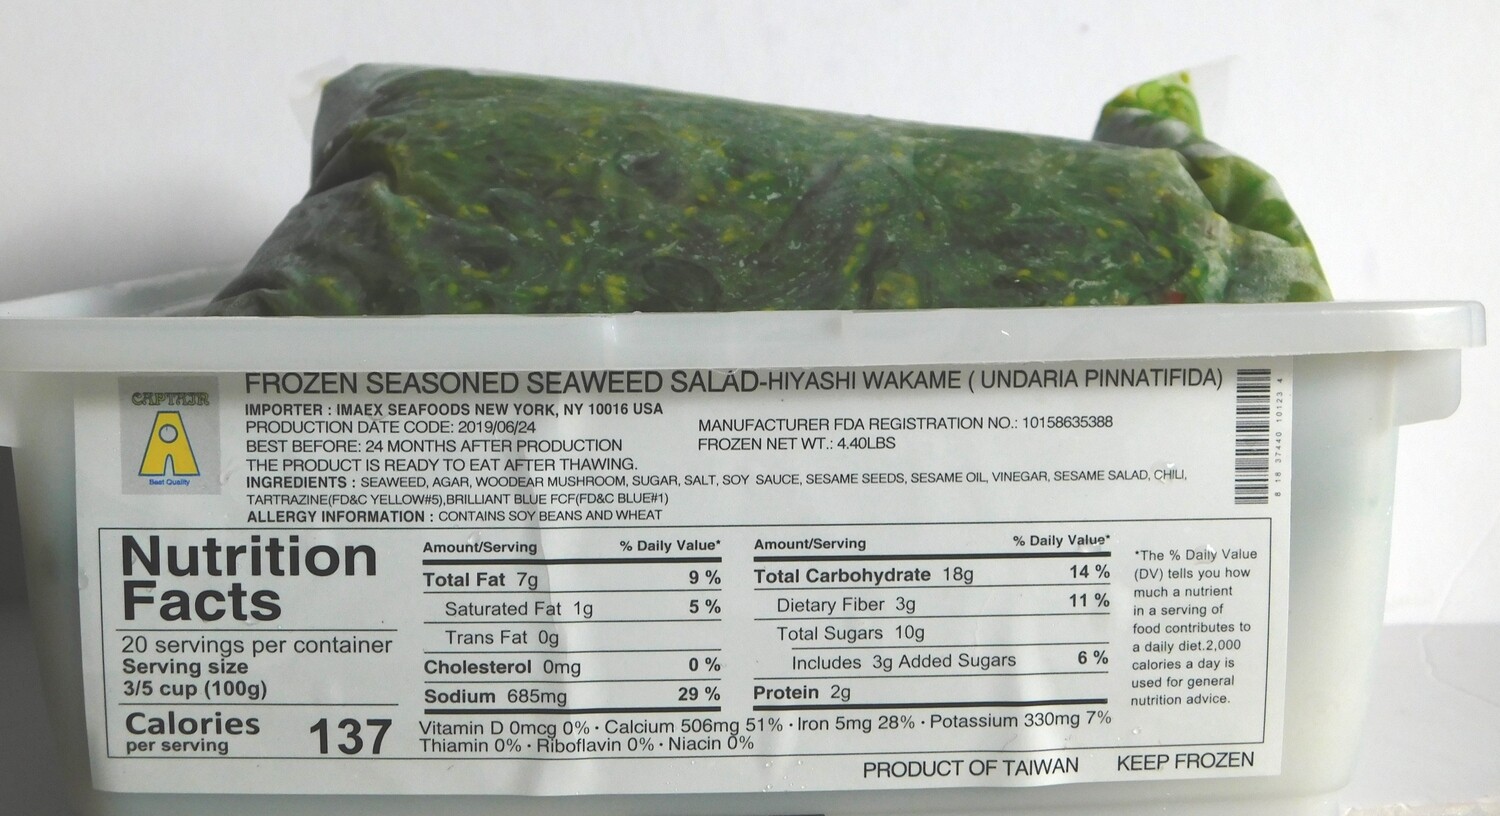 CAPTAIR
Best Quality
FROZEN SEASONED SEAWEED SALAD-HIYASHI WAKAME ( UNDARIA PINNATIFIDA)
IMPORTER : IMAEX SEAFOODS NEW YORK, NY 10016 USA
PRODUCTION DATE CODE: 2019/06/24
MANUFACTURER FDA REGISTRATION NO.: 10158635388
BEST BEFORE: 24 MONTHS AFTER PRODUCTION
FROZEN NET WT.: 4.40LBS
THE PRODUCT IS READY TO EAT AFTER THAWING.
INGREDIENTS : SEAWEED, AGAR, WOODEAR MUSHROOM, SUGAR, SALT, SOY SAUCE, SESAME SEEDS, SESAME OIL, VINEGAR, SESAME SALAD, CHILI,
TARTRAZINE(FD&C YELLOW#5),BRILLIANT BLUE FCF(FD&C BLUE#1)
ALLERGY INFORMATION : CONTAINS SOY BEANS AND WHEAT
8 18 37440 10123 4
Nutrition
Facts
20 servings per container
Serving size
3/5 cup (100g)
Calories
per serving
137
Amount/Serving % Daily Value*
Total Fat 7g 9 %
Saturated Fat 1g 5 %
Trans Fat 0g
Cholesterol 0mg 0 %
Sodium 685mg 29 %
Amount/Serving % Daily Value*
Total Carbohydrate 18g 14 %
Dietary Fiber 3g 11 %
Total Sugars 10g
Includes 3g Added Sugars 6 %
Protein 2g
Vitamin D 0mcg 0% · Calcium 506mg 51% · Iron 5mg 28% · Potassium 330mg 7%
Thiamin 0% · Riboflavin 0% · Niacin 0%
*The % Daily Value
(DV) tells you how
much a nutrient
in a serving of
food contributes to
a daily diet.2,000
calories a day is
used for general
nutrition advice.
PRODUCT OF TAIWAN KEEP FROZEN